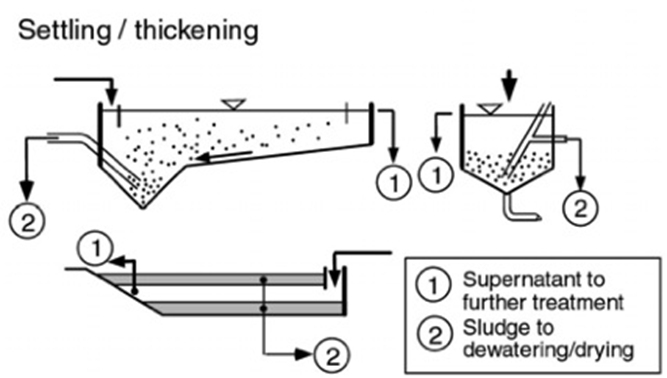 Settling / thickening
1
1
2
2
1
2
1 Supernatant to
further treatment
2 Sludge to
dewatering/drying